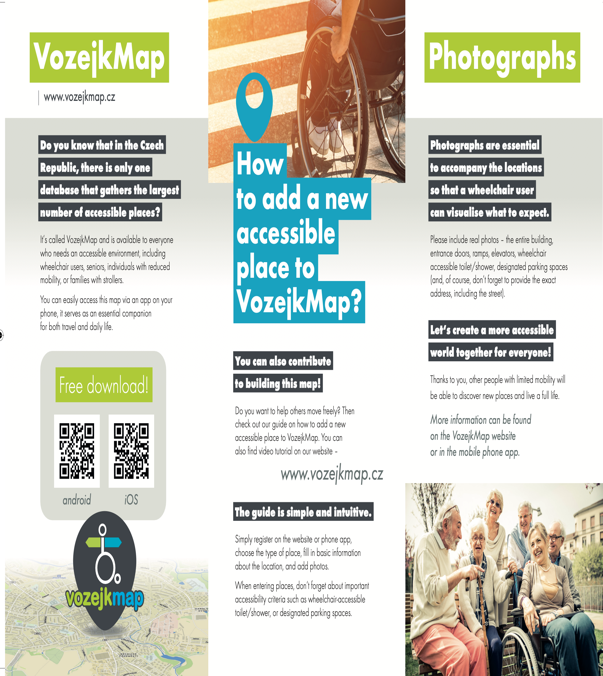 VozejkMap
www.vozejkmap.cz
Do you know that in the Czech
Republic, there is only one
database that gathers the largest
number of accessible places?
It's called VozejkMap and is available to everyone
who needs an accessible environment, including
wheelchair users, seniors, individuals with reduced
mobility, or families with strollers.
You can easily access this map via an app on your
phone, it serves as an essential companion
for both travel and daily life.
Free download!
android
iOS
vozejkmap
How
to add a new
accessible
place to
VozejkMap?
You can also contribute
to building this map!
Do you want to help others move freely? Then
check out our guide on how to add a new
accessible place to VozejkMap. You can
also find video tutorial on our website –
www.vozejkmap.cz
The guide is simple and intuitive.
Simply register on the website or phone app,
choose the type of place, fill in basic information
about the location, and add photos.
When entering places, don't forget about important
accessibility criteria such as wheelchair-accessible
toilet/shower, or designated parking spaces.
Photographs
Photographs are essential
to accompany the locations
so that a wheelchair user
can visualise what to expect.
Please include real photos – the entire building,
entrance doors, ramps, elevators, wheelchair
accessible toilet/shower, designated parking spaces
(and, of course, don't forget to provide the exact
address, including the street).
Let's create a more accessible
world together for everyone!
Thanks to you, other people with limited mobility will
be able to discover new places and live a full life.
More information can be found
on the VozejkMap website
or in the mobile phone app.